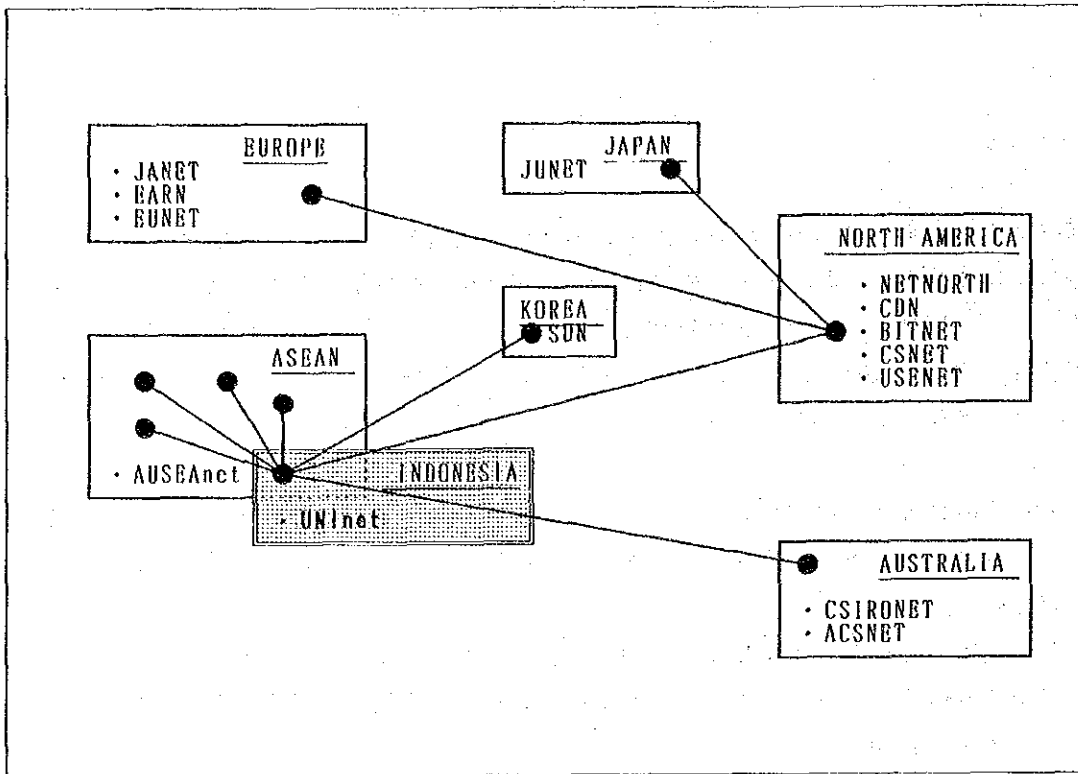 EUROPE
· JANET
· EARN
· EUNET
JAPAN
JUNET
NORTH AMERICA
· NETNORTH
· CDN
· BITNET
· CSNET
· USENET
KOREA
SDN
ASEAN
· AUSEAnet
INDONESIA
· UNInet
AUSTRALIA
· CSIRONET
· ACSNET